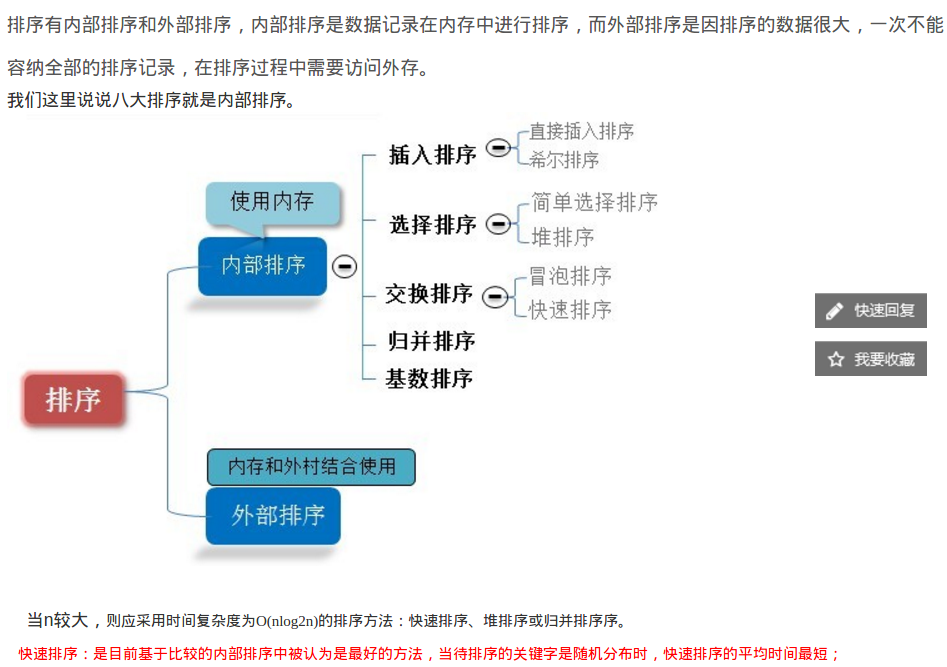 排序有内部排序和外部排序，内部排序是数据记录在内存中进行排序，而外部排序是因排序的数据很大，一次不能
容纳全部的排序记录，在排序过程中需要访问外存。
我们这里说说八大排序就是内部排序。
直接插入排序
插入排序
希尔排序
使用内存
简单选择排序
选择排序
堆排序
内部排序
冒泡排序
交换排序
快速排序
快速回复
归并排序
我要收藏
基数排序
排序
内存和外村结合使用
外部排序
当n较大，则应采用时间复杂度为O(nlog2n)的排序方法：快速排序、堆排序或归并排序序。
快速排序：是目前基于比较的内部排序中被认为是最好的方法，当待排序的关键字是随机分布时，快速排序的平均时间最短；